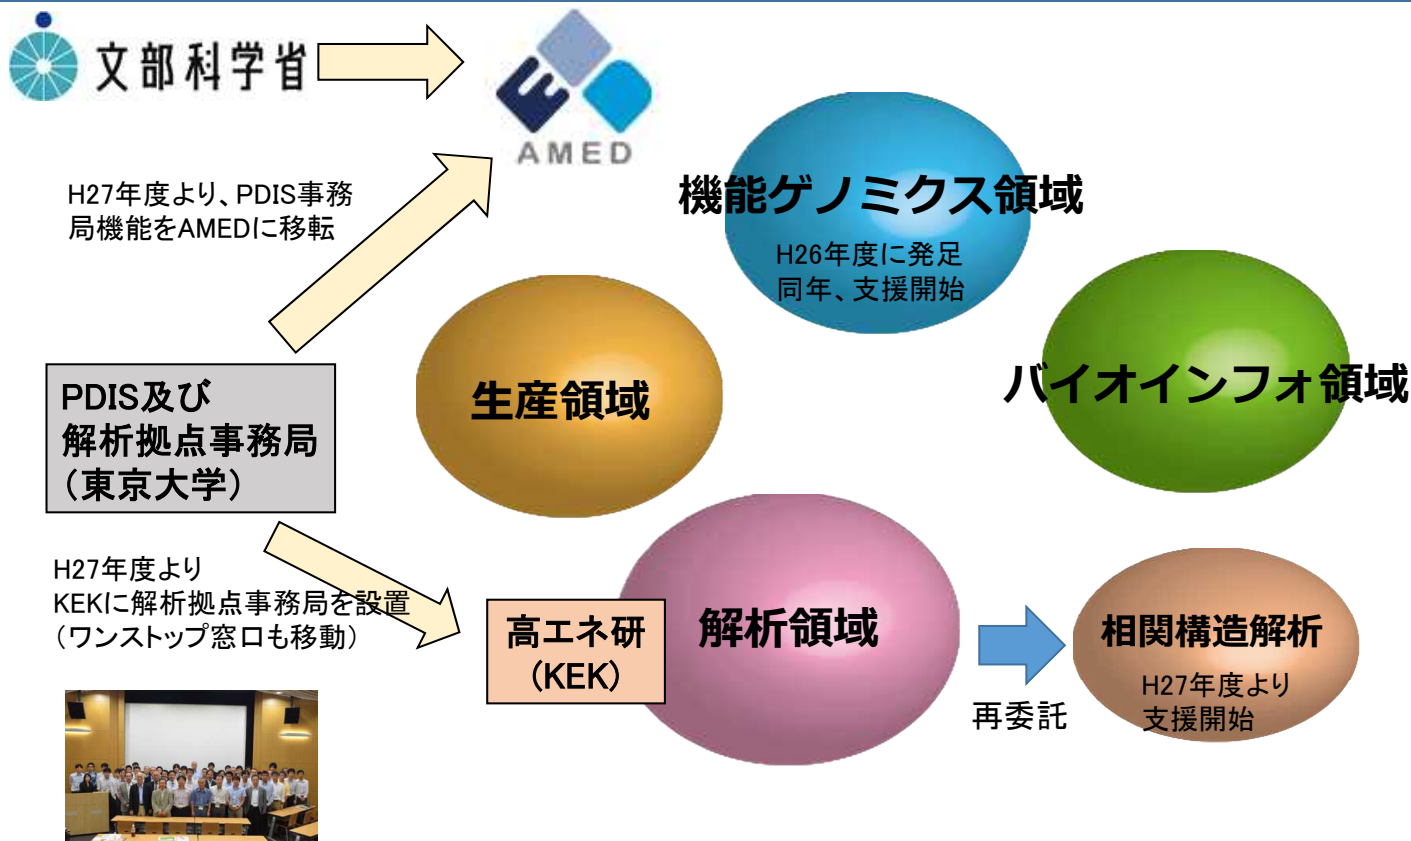 文部科学省
AMED
H27年度より、PDIS事務
局機能をAMEDに移転
機能ゲノミクス領域
H26年度に発足
同年、支援開始
生産領域
バイオインフォ領域
PDIS及び
解析拠点事務局
(東京大学)
H27年度より
KEKに解析拠点事務局を設置
(ワンストップ窓口も移動)
高エネ研
(KEK)
解析領域
再委託
相関構造解析
H27年度より
支援開始